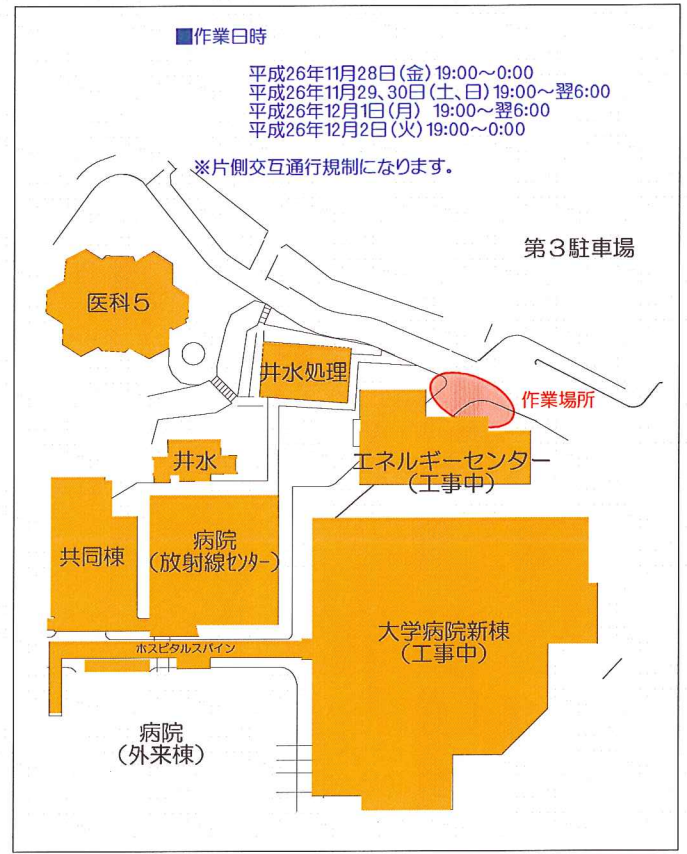 ■作業日時
平成26年11月28日(金)19:00～0:00
平成26年11月29、30日(土、日)19:00～翌6:00
平成26年12月1日(月) 19:00～翌6:00
平成26年12月2日(火)19:00～0:00
※片側交互通行規制になります。
第3駐車場
医科5
井水処理
作業場所
井水
エネルギーセンター
(工事中)
共同棟
病院
(放射線センター)
大学病院新棟
(工事中)
ホスピタルスパイン
病院
(外来棟)